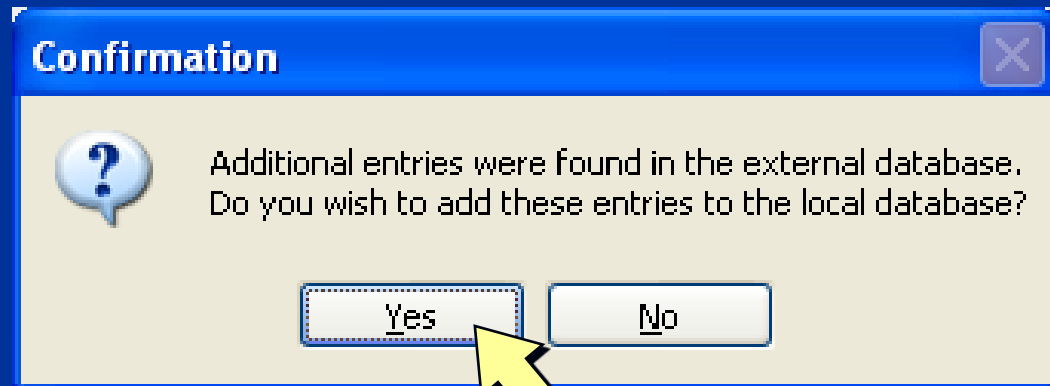 Confirmation
?
Additional entries were found in the external database.
Do you wish to add these entries to the local database?
Yes No